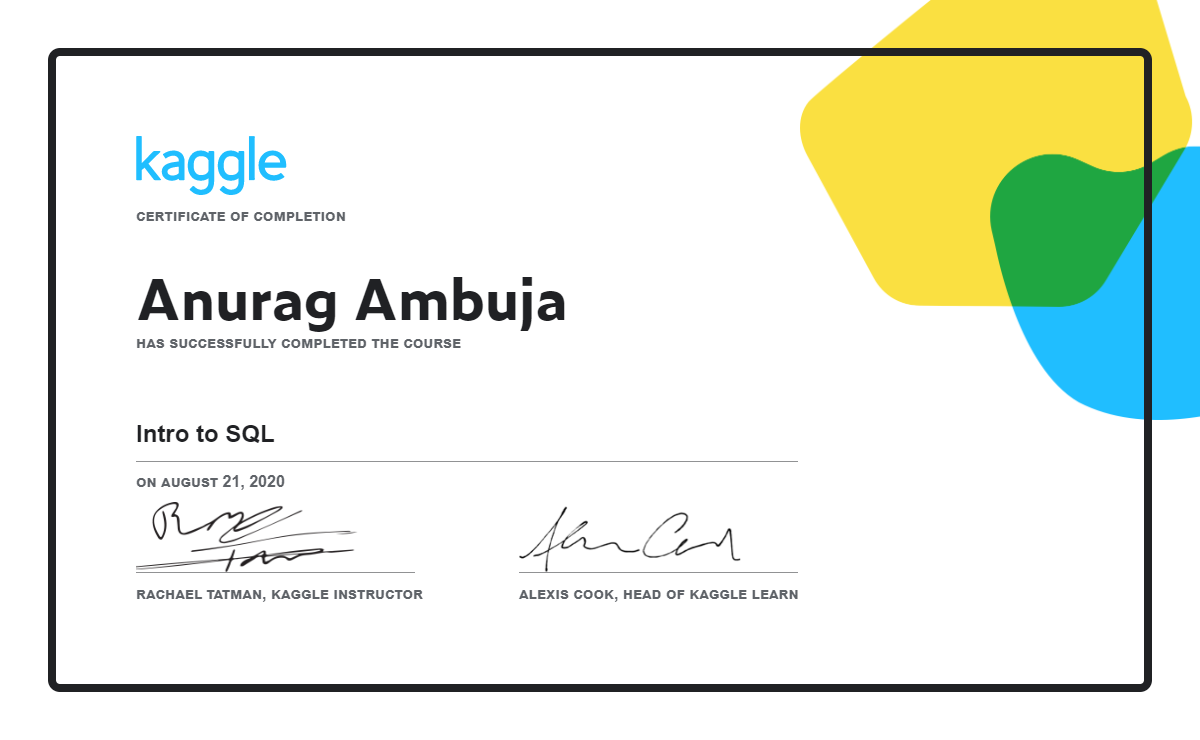 kaggle
CERTIFICATE OF COMPLETION
Anurag Ambuja
HAS SUCCESSFULLY COMPLETED THE COURSE
Intro to SQL
ON AUGUST 21, 2020
RACHAEL TATMAN, KAGGLE INSTRUCTOR
ALEXIS COOK, HEAD OF KAGGLE LEARN